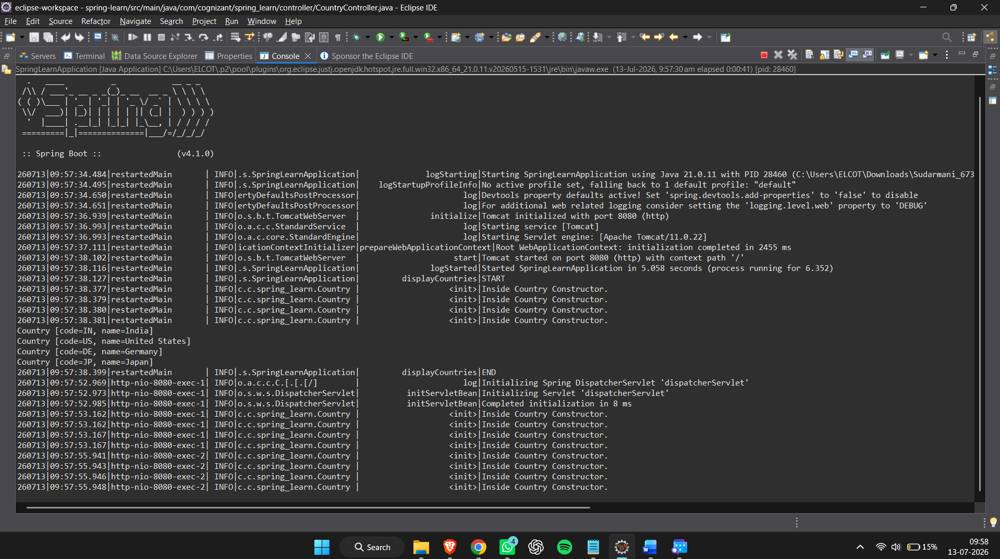 eclipse-workspace - spring-learn/src/main/java/com/cognizant/spring_learn/controller/CountryController.java - Eclipse IDE
File Edit Source Refactor Navigate Search Project Run Window Help
Servers Terminal Data Source Explorer Properties Console Sponsor the Eclipse IDE
SpringLearnApplication [Java Application] C:\Users\ELCOT\.p2\pool\plugins\org.eclipse.justj.openjdk.hotspot.jre.full.win32.x86_64_21.0.11.v20260515-1531\jre\bin\javaw.exe (13-Jul-2026, 9:57:30 am elapsed 0:00:41) [pid: 28460]
  .   ____          _            __ _ _
 /\\ / ___'_ __ _ _(_)_ __  __ _ \ \ \ \
( ( )\___ | '_ | '_| | '_ \/ _` | \ \ \ \
 \\/  ___)| |_)| | | | | || (_| |  ) ) ) )
  '  |____| .__|_| |_|_| |_\__, | / / / /
 =========|_|==============|___/=/_/_/_/
 :: Spring Boot ::                (v4.1.0)
260713|09:57:34.484|restartedMain       | INFO|.s.SpringLearnApplication|              logStarting|Starting SpringLearnApplication using Java 21.0.11 with PID 28460 (C:\Users\ELCOT\Downloads\Sudarmani_673
260713|09:57:34.495|restartedMain       | INFO|.s.SpringLearnApplication|    logStartupProfileInfo|No active profile set, falling back to 1 default profile: "default"
260713|09:57:34.650|restartedMain       | INFO|ertyDefaultsPostProcessor|                      log|Devtools property defaults active! Set 'spring.devtools.add-properties' to 'false' to disable
260713|09:57:34.651|restartedMain       | INFO|ertyDefaultsPostProcessor|                      log|For additional web related logging consider setting the 'logging.level.web' property to 'DEBUG'
260713|09:57:36.939|restartedMain       | INFO|o.s.b.t.TomcatWebServer  |               initialize|Tomcat initialized with port 8080 (http)
260713|09:57:36.993|restartedMain       | INFO|o.a.c.c.StandardService  |                      log|Starting service [Tomcat]
260713|09:57:36.993|restartedMain       | INFO|o.a.c.core.StandardEngine|                      log|Starting Servlet engine: [Apache Tomcat/11.0.22]
260713|09:57:37.111|restartedMain       | INFO|icationContextInitializer|prepareWebApplicationContext|Root WebApplicationContext: initialization completed in 2455 ms
260713|09:57:38.102|restartedMain       | INFO|o.s.b.t.TomcatWebServer  |                    start|Tomcat started on port 8080 (http) with context path '/'
260713|09:57:38.116|restartedMain       | INFO|.s.SpringLearnApplication|               logStarted|Started SpringLearnApplication in 5.058 seconds (process running for 6.352)
260713|09:57:38.127|restartedMain       | INFO|.s.SpringLearnApplication|         displayCountries|START
260713|09:57:38.377|restartedMain       | INFO|c.c.spring_learn.Country |                   <init>|Inside Country Constructor.
260713|09:57:38.379|restartedMain       | INFO|c.c.spring_learn.Country |                   <init>|Inside Country Constructor.
260713|09:57:38.380|restartedMain       | INFO|c.c.spring_learn.Country |                   <init>|Inside Country Constructor.
260713|09:57:38.381|restartedMain       | INFO|c.c.spring_learn.Country |                   <init>|Inside Country Constructor.
Country [code=IN, name=India]
Country [code=US, name=United States]
Country [code=DE, name=Germany]
Country [code=JP, name=Japan]
260713|09:57:38.399|restartedMain       | INFO|.s.SpringLearnApplication|         displayCountries|END
260713|09:57:52.969|http-nio-8080-exec-1| INFO|o.a.c.c.C.[.[.[/]        |                      log|Initializing Spring DispatcherServlet 'dispatcherServlet'
260713|09:57:52.973|http-nio-8080-exec-1| INFO|o.s.w.s.DispatcherServlet|          initServletBean|Initializing Servlet 'dispatcherServlet'
260713|09:57:52.985|http-nio-8080-exec-1| INFO|o.s.w.s.DispatcherServlet|          initServletBean|Completed initialization in 8 ms
260713|09:57:53.162|http-nio-8080-exec-1| INFO|c.c.spring_learn.Country |                   <init>|Inside Country Constructor.
260713|09:57:53.162|http-nio-8080-exec-1| INFO|c.c.spring_learn.Country |                   <init>|Inside Country Constructor.
260713|09:57:53.167|http-nio-8080-exec-1| INFO|c.c.spring_learn.Country |                   <init>|Inside Country Constructor.
260713|09:57:53.167|http-nio-8080-exec-1| INFO|c.c.spring_learn.Country |                   <init>|Inside Country Constructor.
260713|09:57:55.941|http-nio-8080-exec-2| INFO|c.c.spring_learn.Country |                   <init>|Inside Country Constructor.
260713|09:57:55.943|http-nio-8080-exec-2| INFO|c.c.spring_learn.Country |                   <init>|Inside Country Constructor.
260713|09:57:55.946|http-nio-8080-exec-2| INFO|c.c.spring_learn.Country |                   <init>|Inside Country Constructor.
260713|09:57:55.948|http-nio-8080-exec-2| INFO|c.c.spring_learn.Country |                   <init>|Inside Country Constructor.
Search
4
15%
09:58
13-07-2026